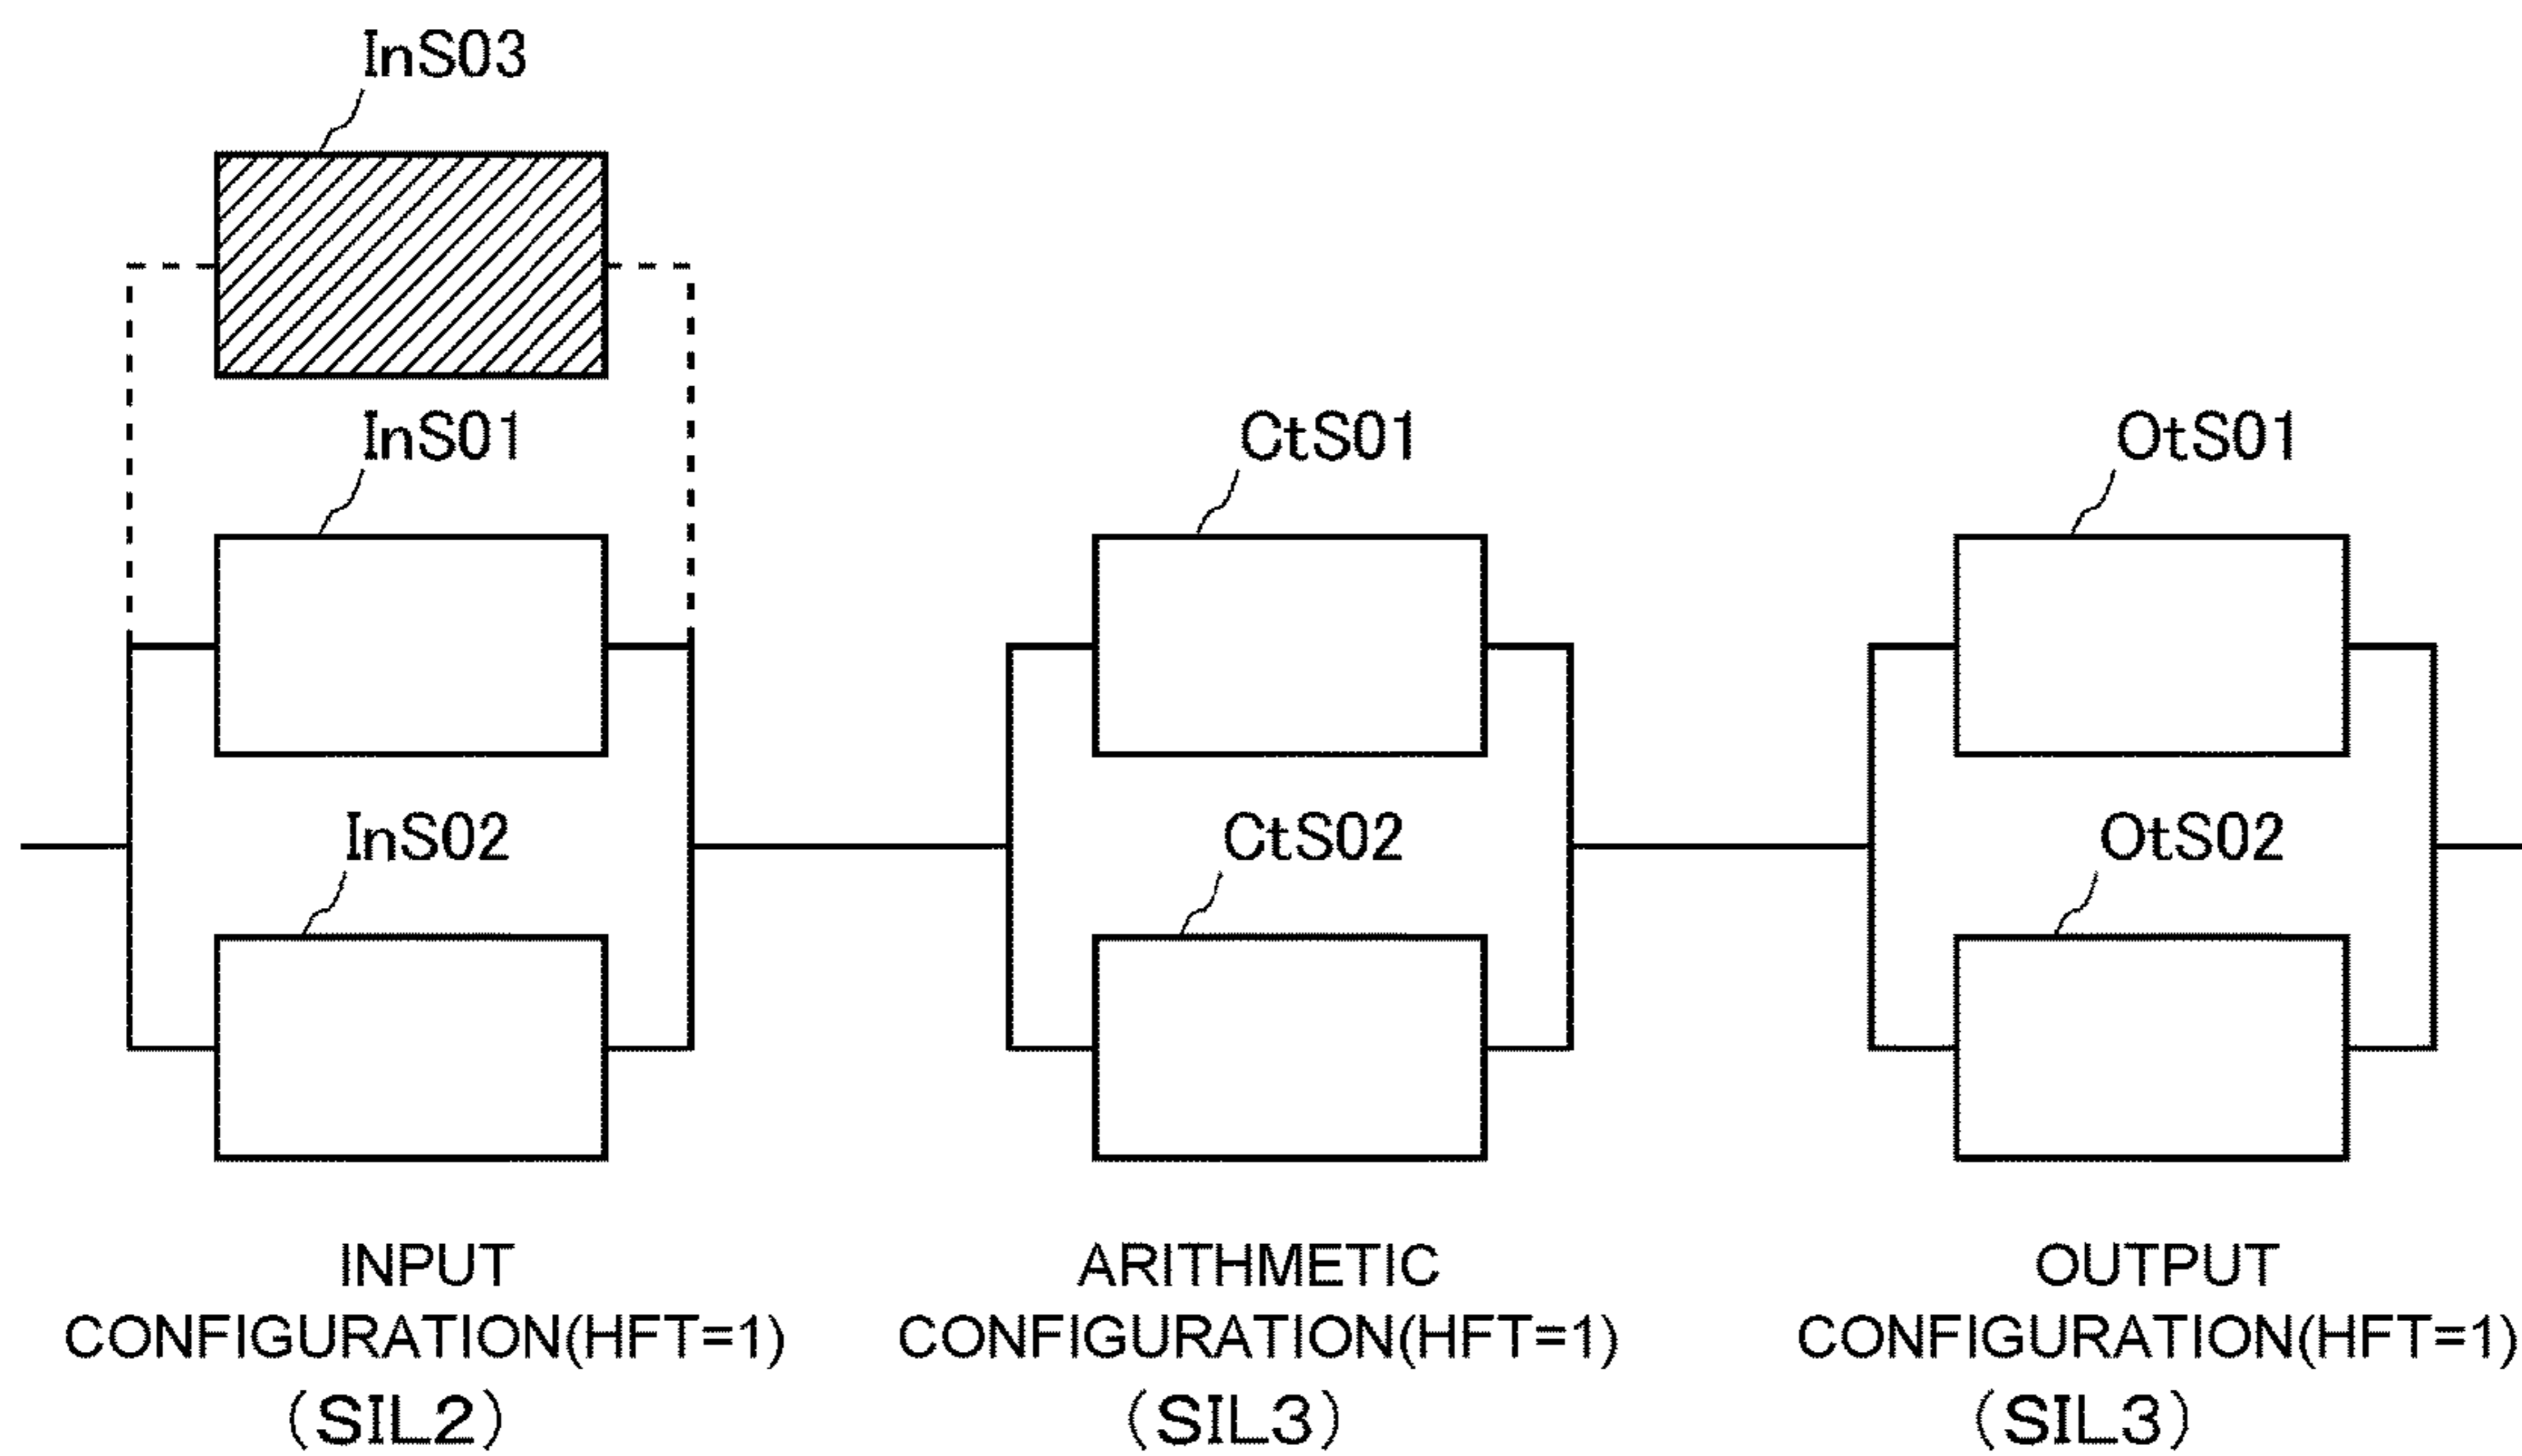 InS03
InS01
CtS01
OtS01
InS02
CtS02
OtS02
INPUT
CONFIGURATION(HFT=1)
(SIL2)
ARITHMETIC
CONFIGURATION(HFT=1)
(SIL3)
OUTPUT
CONFIGURATION(HFT=1)
(SIL3)